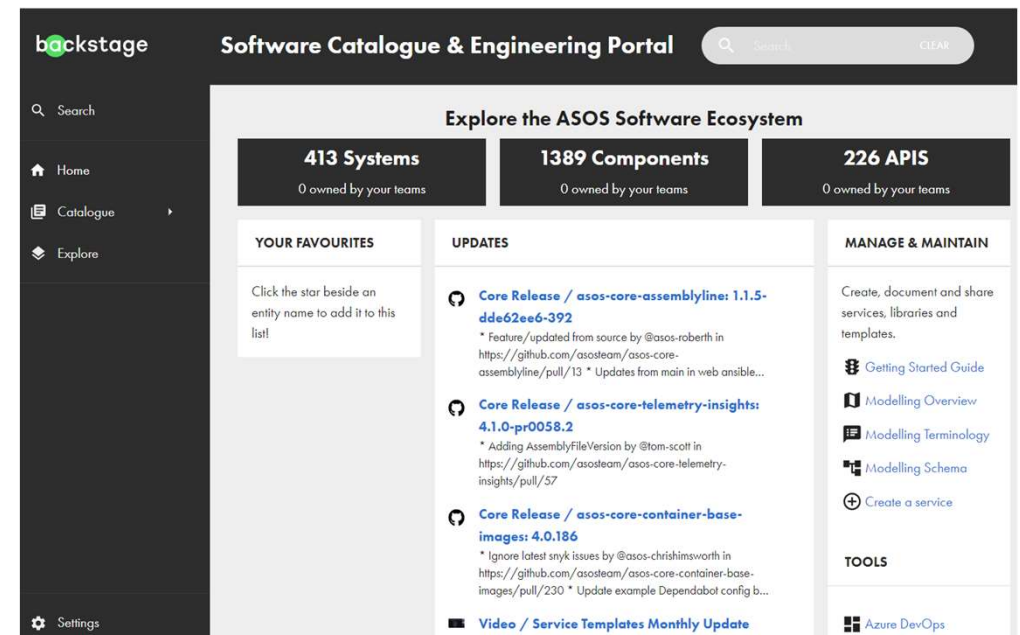 backstage
Software Catalogue & Engineering Portal
Search
CLEAR
Search
Home
Catalogue
Explore
Settings
Explore the ASOS Software Ecosystem
413 Systems
0 owned by your teams
1389 Components
0 owned by your teams
226 APIS
0 owned by your teams
YOUR FAVOURITES
Click the star beside an
entity name to add it to this
list!
UPDATES
Core Release / asos-core-assemblyline: 1.1.5-
dde62ee6-392
* Feature/updated from source by @asos-roberth in
https://github.com/asosteam/asos-core-
assemblyline/pull/13 * Updates from main in web ansible...
Core Release / asos-core-telemetry-insights:
4.1.0-pr0058.2
* Adding AssemblyFileVersion by @tom-scott in
https://github.com/asosteam/asos-core-telemetry-
insights/pull/57
Core Release / asos-core-container-base-
images: 4.0.186
* Ignore latest snyk issues by @asos-chrishimsworth in
https://github.com/asosteam/asos-core-container-base-
images/pull/230 * Update example Dependabot config b...
Video / Service Templates Monthly Update
MANAGE & MAINTAIN
Create, document and share
services, libraries and
templates.
Getting Started Guide
Modelling Overview
Modelling Terminology
Modelling Schema
Create a service
TOOLS
Azure DevOps